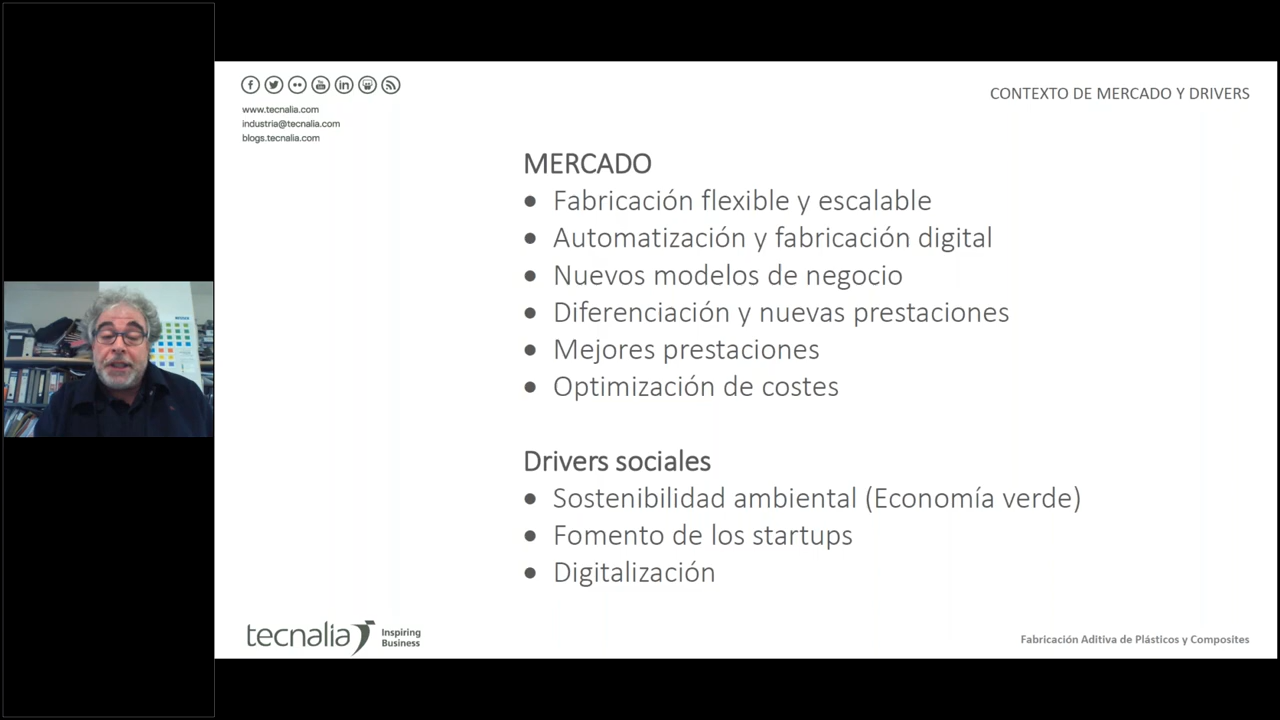 www.tecnalia.com
industria@tecnalia.com
blogs.tecnalia.com
CONTEXTO DE MERCADO Y DRIVERS
MERCADO
• Fabricación flexible y escalable
• Automatización y fabricación digital
• Nuevos modelos de negocio
• Diferenciación y nuevas prestaciones
• Mejores prestaciones
• Optimización de costes
Drivers sociales
• Sostenibilidad ambiental (Economía verde)
• Fomento de los startups
• Digitalización
tecnalia
Inspiring
Business
Fabricación Aditiva de Plásticos y Composites